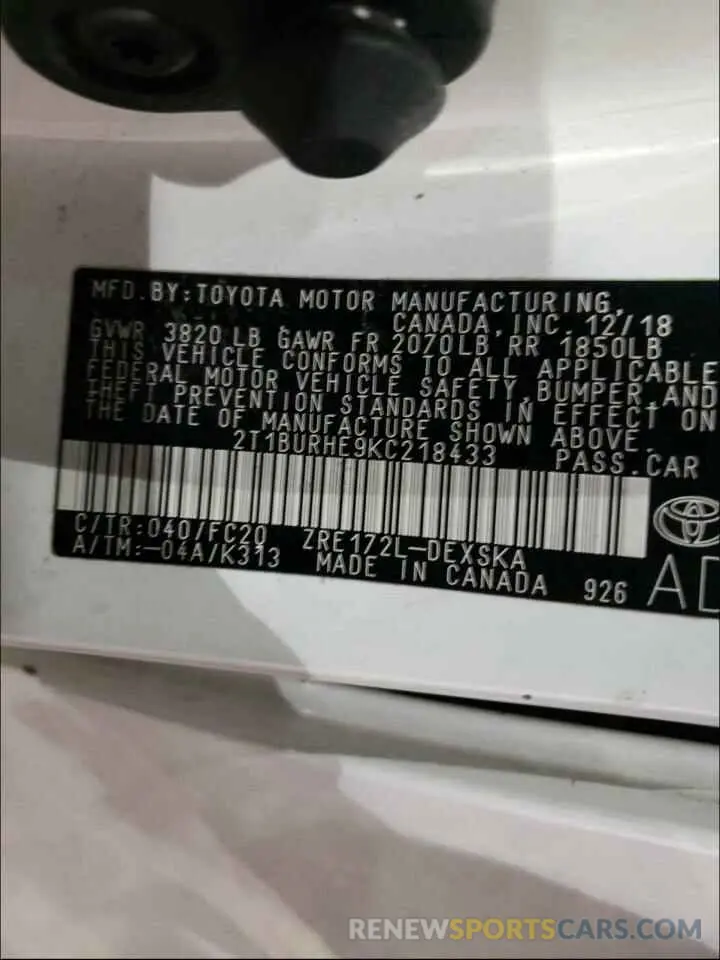 MFD.BY:TOYOTA MOTOR MANUFACTURING,
CANADA, INC. 12/18
GVWR 3820 LB GAWR FR 2070LB RR 1850LB
THIS VEHICLE CONFORMS TO ALL APPLICABLE
FEDERAL MOTOR VEHICLE SAFETY, BUMPER, AND
THEFT PREVENTION STANDARDS IN EFFECT ON
THE DATE OF MANUFACTURE SHOWN ABOVE.
2T1BURHE9KC218433 PASS.CAR
C/TR:040/FC20 ZRE172L-DEXSKA
A/TM:-04A/K313 MADE IN CANADA 926
RENEWSPORTSCARS.COM